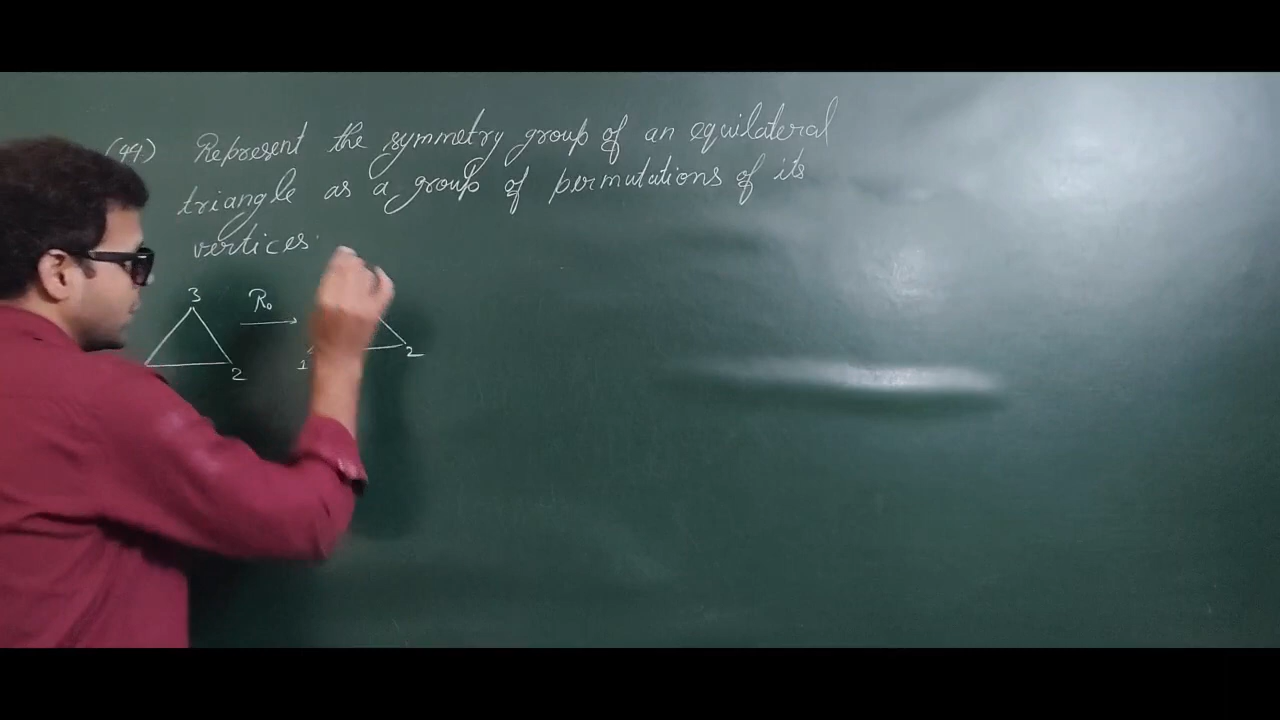 (44) Represent the symmetry group of an equilateral
triangle as a group of permutations of its
vertices.
3 R₀
1 2
2